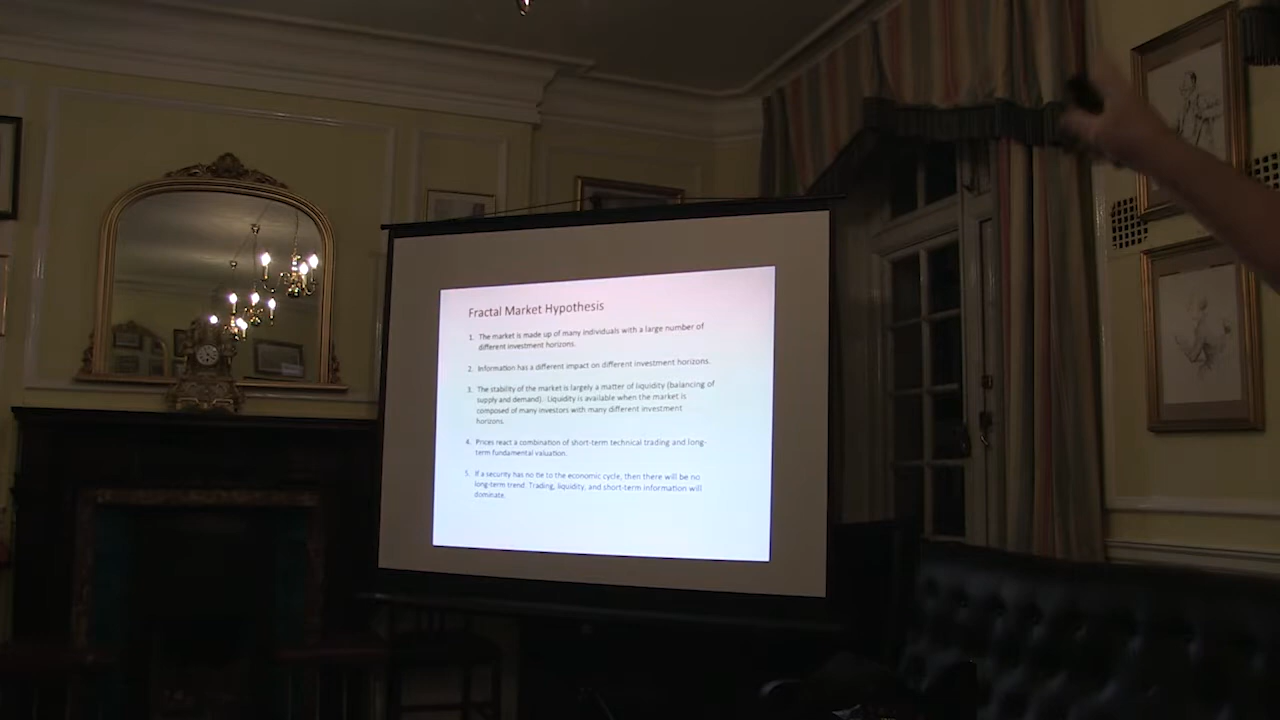 Fractal Market Hypothesis
1. The market is made up of many individuals with a large number of
different investment horizons.
2. Information has a different impact on different investment horizons.
3. The stability of the market is largely a matter of liquidity (balancing of
supply and demand). Liquidity is available when the market is
composed of many investors with many different investment
horizons.
4. Prices react a combination of short-term technical trading and long-
term fundamental valuation.
5. If a security has no tie to the economic cycle, then there will be no
long-term trend. Trading, liquidity, and short-term information will
dominate.